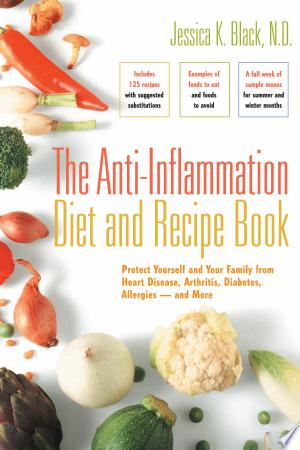 Jessica K. Black, N.D.
Includes
125 recipes
with suggested
substitutions
Examples of
foods to eat
and foods
to avoid
A full week of
sample menus
for summer and
winter months
The Anti-Inflammation
Diet and Recipe Book
Protect Yourself and Your Family from
Heart Disease, Arthritis, Diabetes,
Allergies — and More